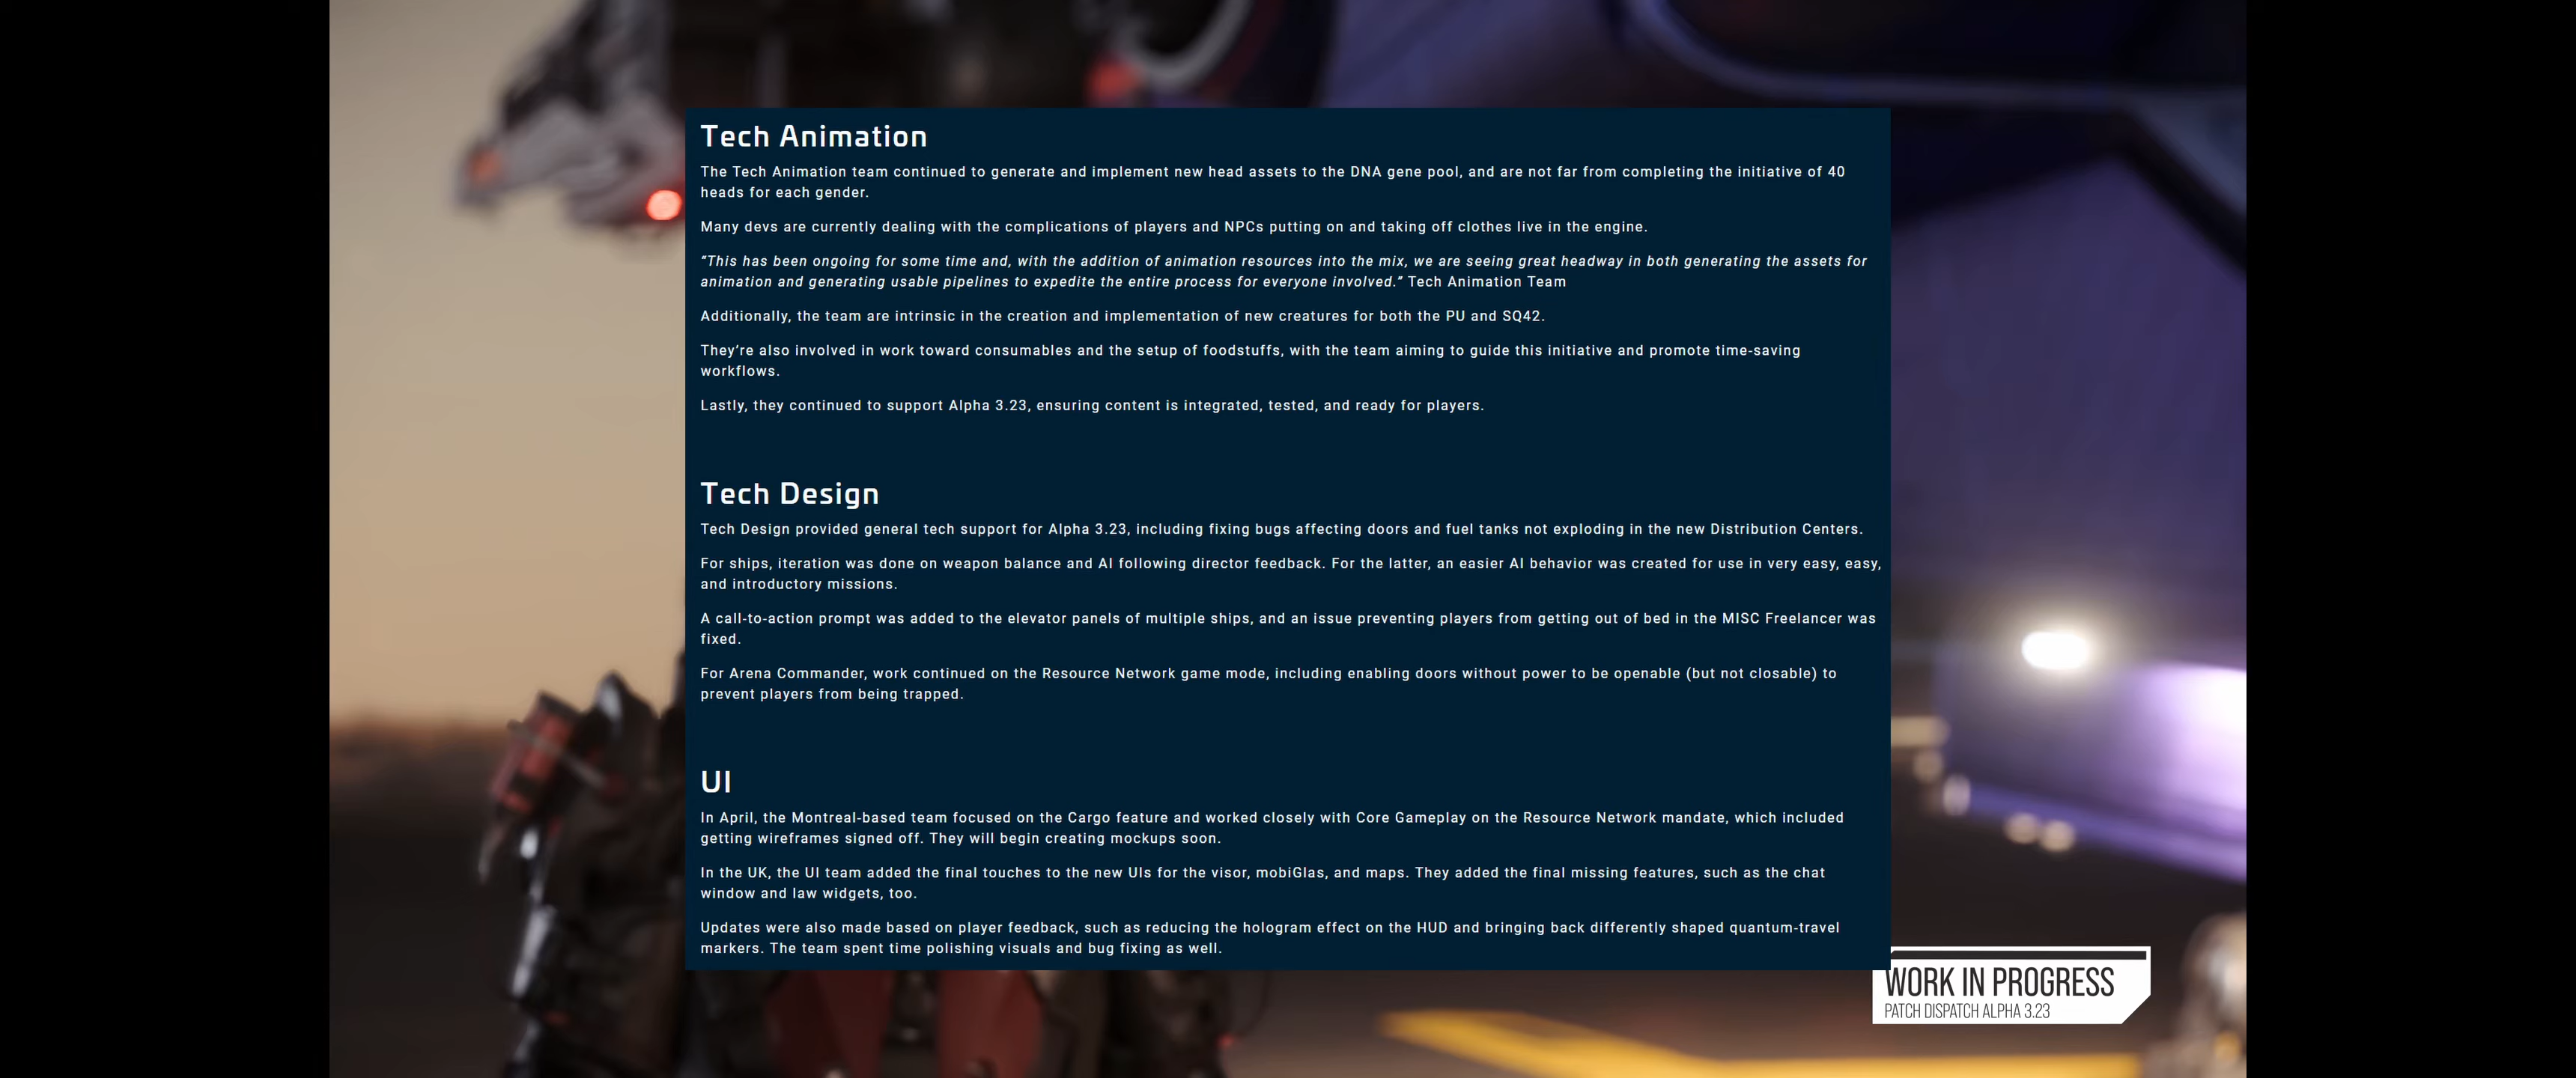 Tech Animation
The Tech Animation team continued to generate and implement new head assets to the DNA gene pool, and are not far from completing the initiative of 40
heads for each gender.
Many devs are currently dealing with the complications of players and NPCs putting on and taking off clothes live in the engine.
“This has been ongoing for some time and, with the addition of animation resources into the mix, we are seeing great headway in both generating the assets for
animation and generating usable pipelines to expedite the entire process for everyone involved.” Tech Animation Team
Additionally, the team are intrinsic in the creation and implementation of new creatures for both the PU and SQ42.
They’re also involved in work toward consumables and the setup of foodstuffs, with the team aiming to guide this initiative and promote time-saving
workflows.
Lastly, they continued to support Alpha 3.23, ensuring content is integrated, tested, and ready for players.
Tech Design
Tech Design provided general tech support for Alpha 3.23, including fixing bugs affecting doors and fuel tanks not exploding in the new Distribution Centers.
For ships, iteration was done on weapon balance and AI following director feedback. For the latter, an easier AI behavior was created for use in very easy, easy,
and introductory missions.
A call-to-action prompt was added to the elevator panels of multiple ships, and an issue preventing players from getting out of bed in the MISC Freelancer was
fixed.
For Arena Commander, work continued on the Resource Network game mode, including enabling doors without power to be openable (but not closable) to
prevent players from being trapped.
UI
In April, the Montreal-based team focused on the Cargo feature and worked closely with Core Gameplay on the Resource Network mandate, which included
getting wireframes signed off. They will begin creating mockups soon.
In the UK, the UI team added the final touches to the new UIs for the visor, mobiGlas, and maps. They added the final missing features, such as the chat
window and law widgets, too.
Updates were also made based on player feedback, such as reducing the hologram effect on the HUD and bringing back differently shaped quantum-travel
markers. The team spent time polishing visuals and bug fixing as well.
WORK IN PROGRESS
PATCH DISPATCH ALPHA 3.23